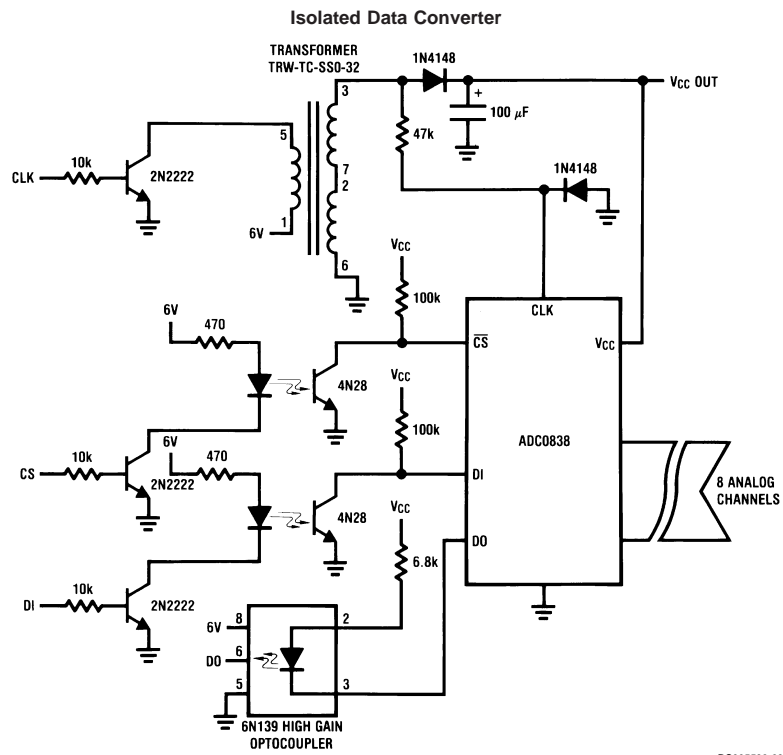 Isolated Data Converter
TRANSFORMER
TRW-TC-SS0-32
1N4148
3
VCC OUT
+
100 µF
5
47k
10k
7
1N4148
CLK
2N2222
2
1
6V
6
VCC
100k
CLK
6V
470
CS
VCC
4N28
VCC
ADC0838
10k
6V
100k
CS
470
2N2222
DI
8 ANALOG
CHANNELS
4N28
VCC
DO
10k
6.8k
DI
2N2222
6V
8
2
DO
6
5
3
6N139 HIGH GAIN
OPTOCOUPLER